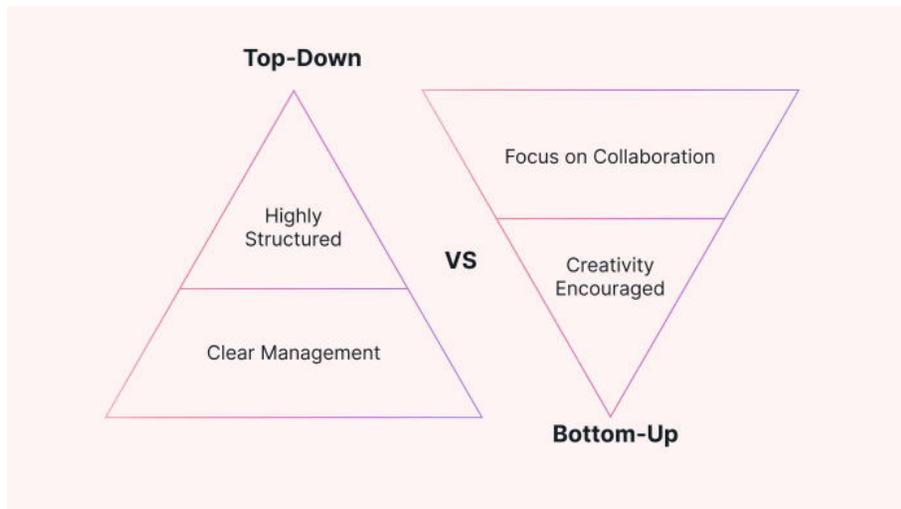 Top-Down
Highly
Structured
Clear Management
VS
Focus on Collaboration
Creativity
Encouraged
Bottom-Up